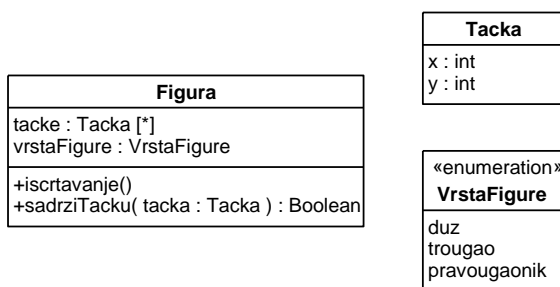 Tacka
x : int
y : int
Figura
tacke : Tacka [*]
vrstaFigure : VrstaFigure
+iscrtavanje()
+sadrziTacku( tacka : Tacka ) : Boolean
«enumeration»
VrstaFigure
duz
trougao
pravougaonik